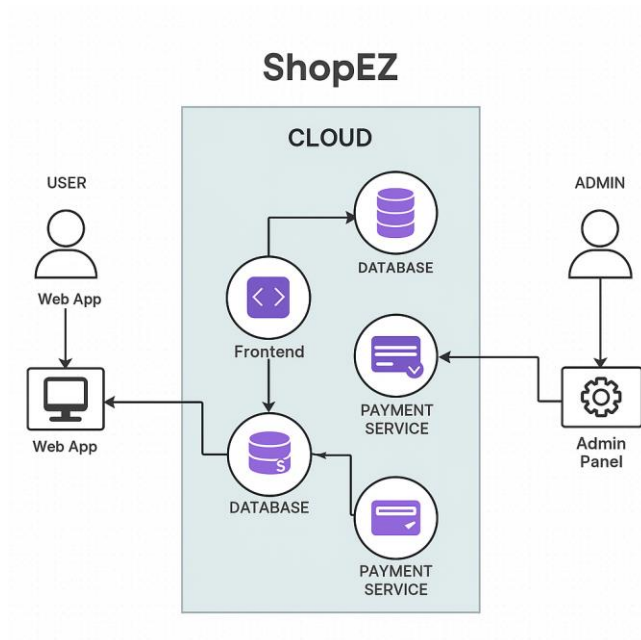 ShopEZ
CLOUD
USER
Web App
Web App
DATABASE
Frontend
DATABASE
PAYMENT
SERVICE
PAYMENT
SERVICE
ADMIN
Admin
Panel